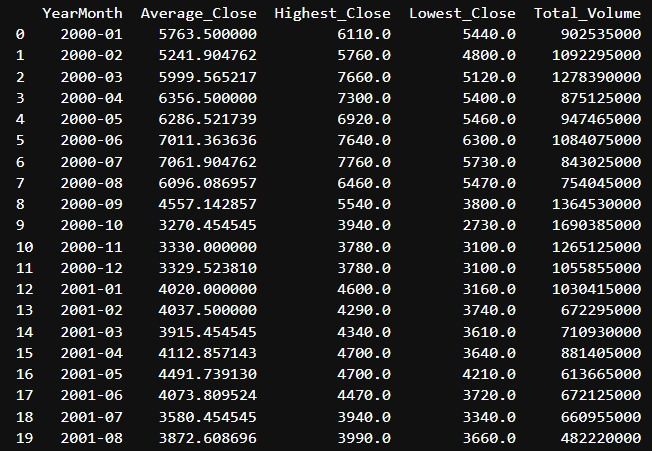 YearMonth Average_Close Highest_Close Lowest_Close Total_Volume
0 2000-01 5763.500000 6110.0 5440.0 902535000
1 2000-02 5241.904762 5760.0 4800.0 1092295000
2 2000-03 5999.565217 7660.0 5120.0 1278390000
3 2000-04 6356.500000 7300.0 5400.0 875125000
4 2000-05 6286.521739 6920.0 5460.0 947465000
5 2000-06 7011.363636 7640.0 6300.0 1084075000
6 2000-07 7061.904762 7760.0 5730.0 843025000
7 2000-08 6096.086957 6460.0 5470.0 754045000
8 2000-09 4557.142857 5540.0 3800.0 1364530000
9 2000-10 3270.454545 3940.0 2730.0 1690385000
10 2000-11 3330.000000 3780.0 3100.0 1265125000
11 2000-12 3329.523810 3780.0 3100.0 1055855000
12 2001-01 4020.000000 4600.0 3160.0 1030415000
13 2001-02 4037.500000 4290.0 3740.0 672295000
14 2001-03 3915.454545 4340.0 3610.0 710930000
15 2001-04 4112.857143 4700.0 3640.0 881405000
16 2001-05 4491.739130 4700.0 4210.0 613665000
17 2001-06 4073.809524 4470.0 3720.0 672125000
18 2001-07 3580.454545 3940.0 3340.0 660955000
19 2001-08 3872.608696 3990.0 3660.0 482220000